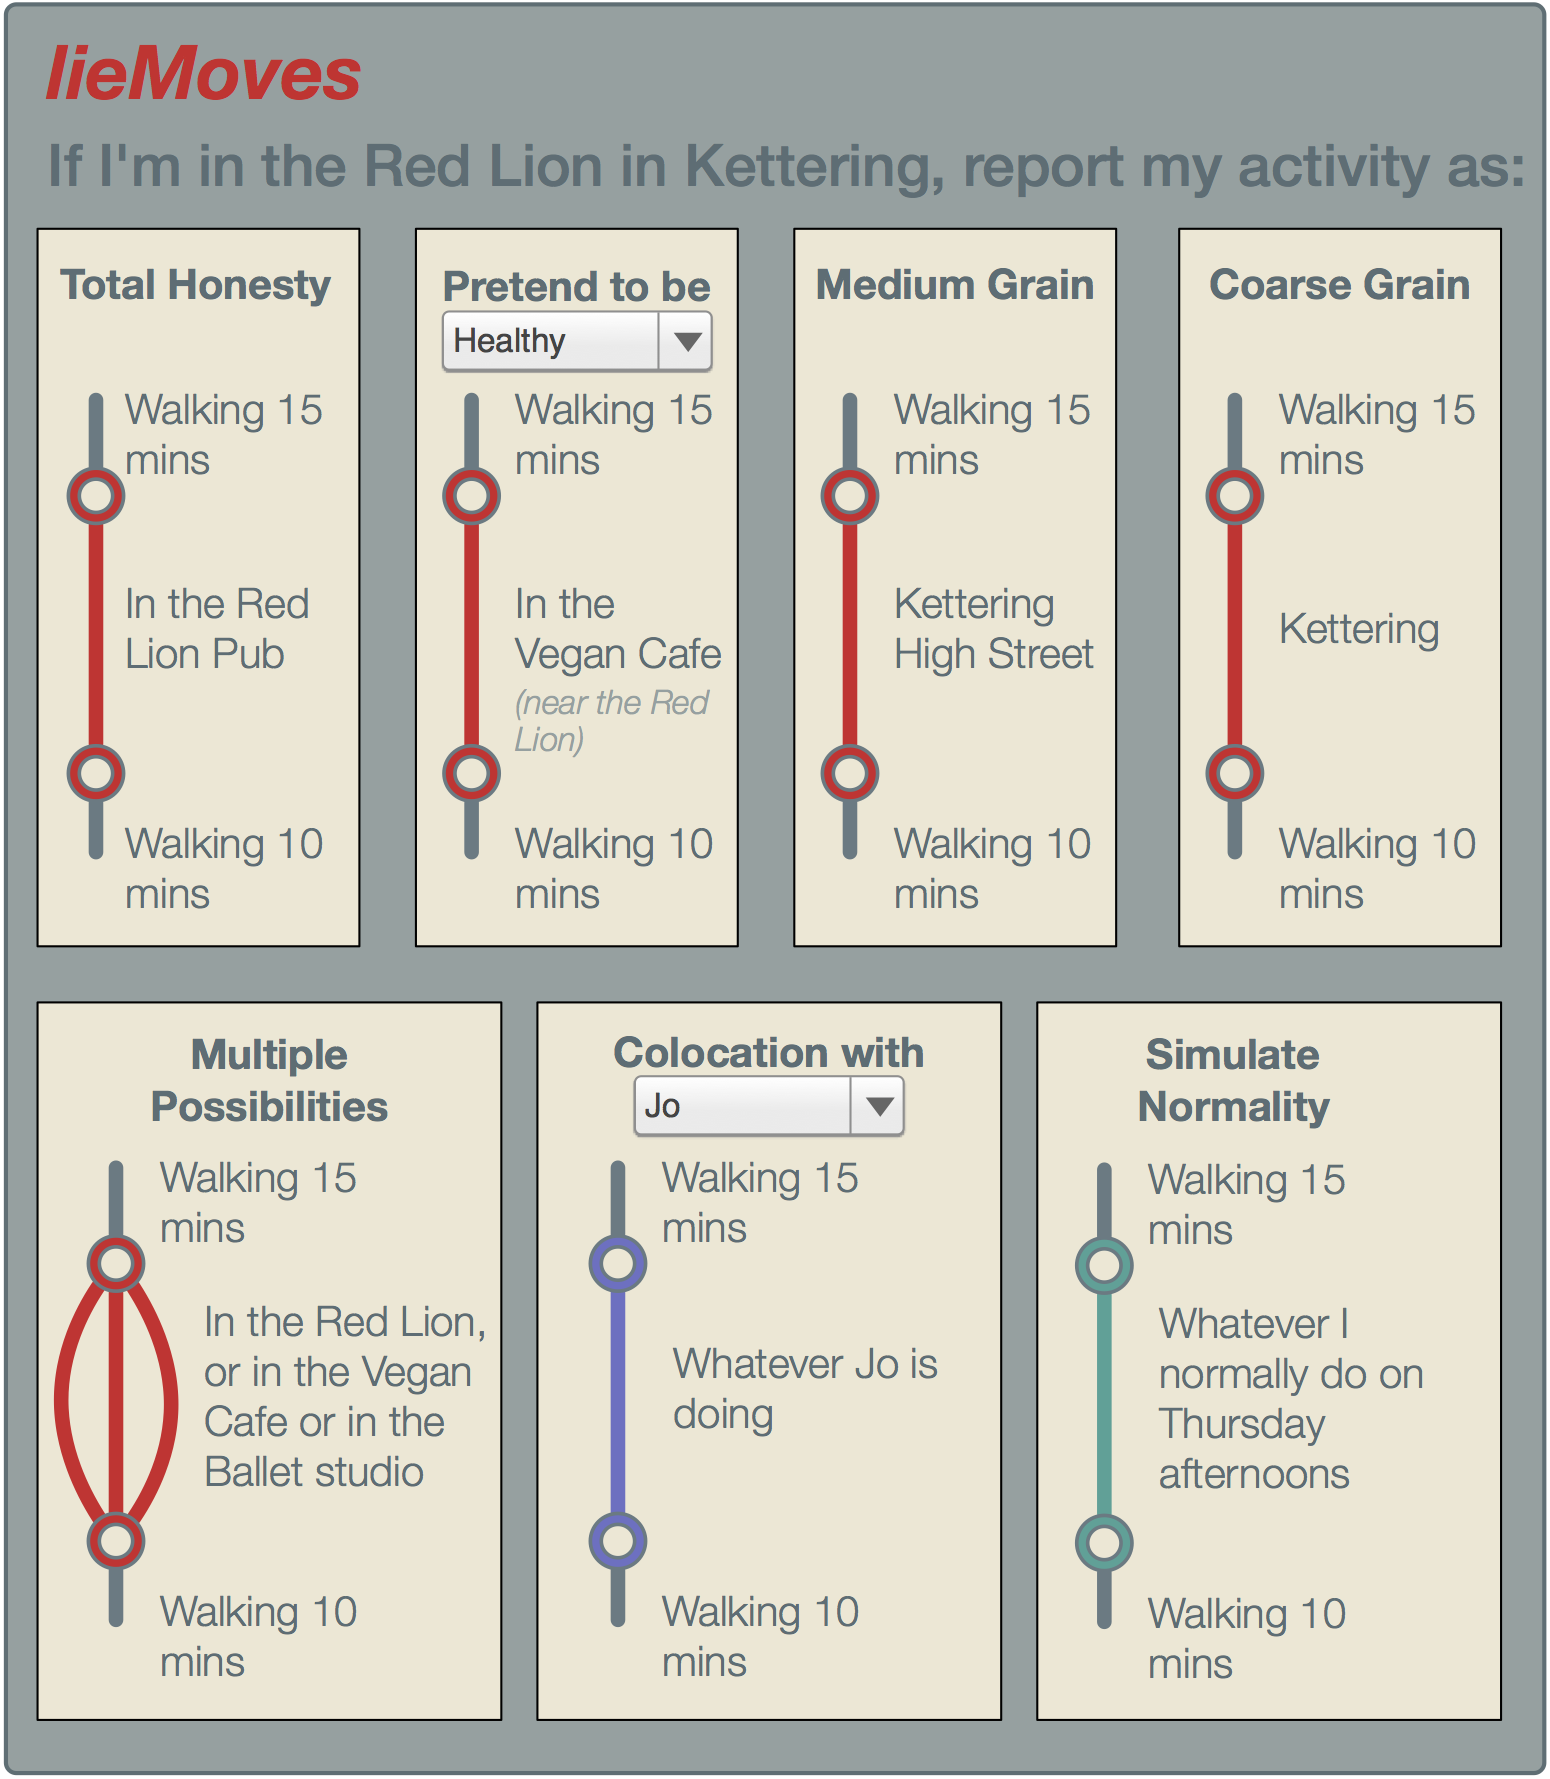 lieMoves
If I'm in the Red Lion in Kettering, report my activity as:
Total Honesty
Walking 15
mins
In the Red
Lion Pub
Walking 10
mins
Pretend to be
Healthy
Walking 15
mins
In the
Vegan Cafe
(near the Red
Lion)
Walking 10
mins
Medium Grain
Walking 15
mins
Kettering
High Street
Walking 10
mins
Coarse Grain
Walking 15
mins
Kettering
Walking 10
mins
Multiple
Possibilities
Walking 15
mins
In the Red Lion,
or in the Vegan
Cafe or in the
Ballet studio
Walking 10
mins
Colocation with
Jo
Walking 15
mins
Whatever Jo is
doing
Walking 10
mins
Simulate
Normality
Walking 15
mins
Whatever I
normally do on
Thursday
afternoons
Walking 10
mins